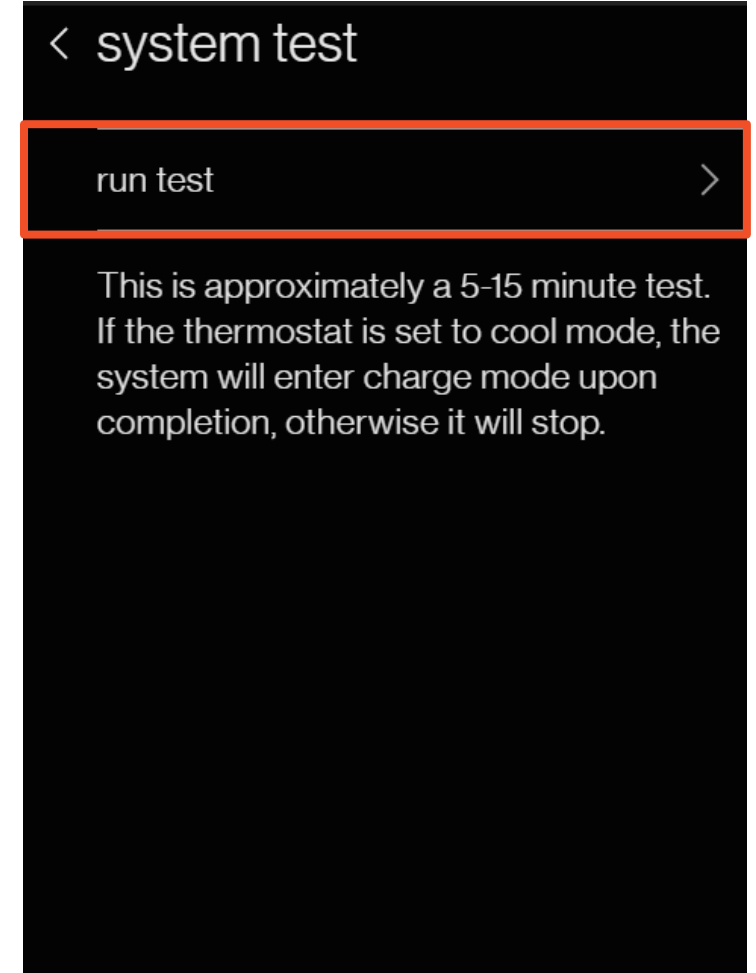 system test
run test
This is approximately a 5-15 minute test.
If the thermostat is set to cool mode, the
system will enter charge mode upon
completion, otherwise it will stop.